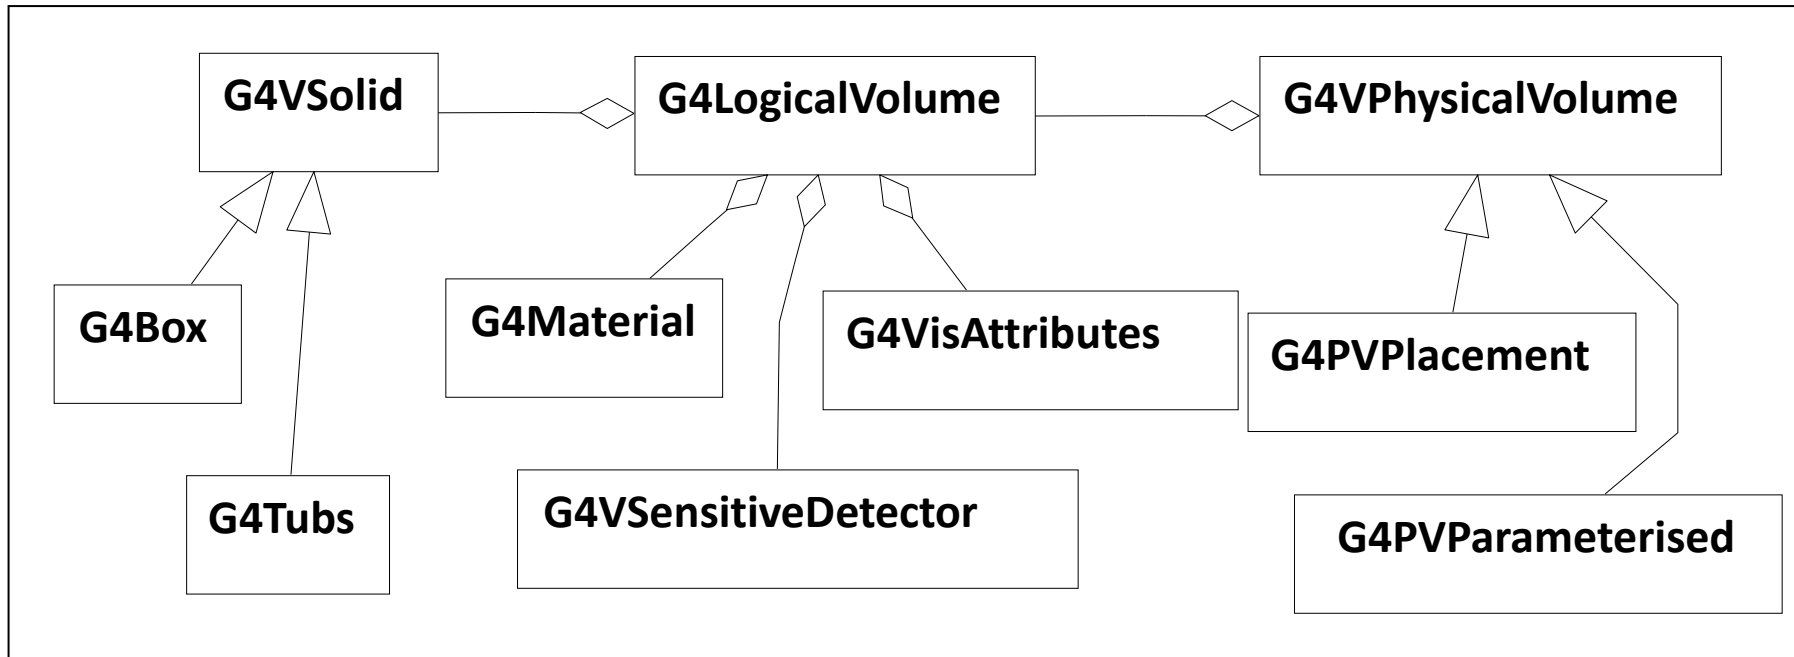 G4VSolid
G4LogicalVolume
G4VPhysicalVolume
G4Box
G4Material
G4VisAttributes
G4PVPlacement
G4Tubs
G4VSensitiveDetector
G4PVParameterised